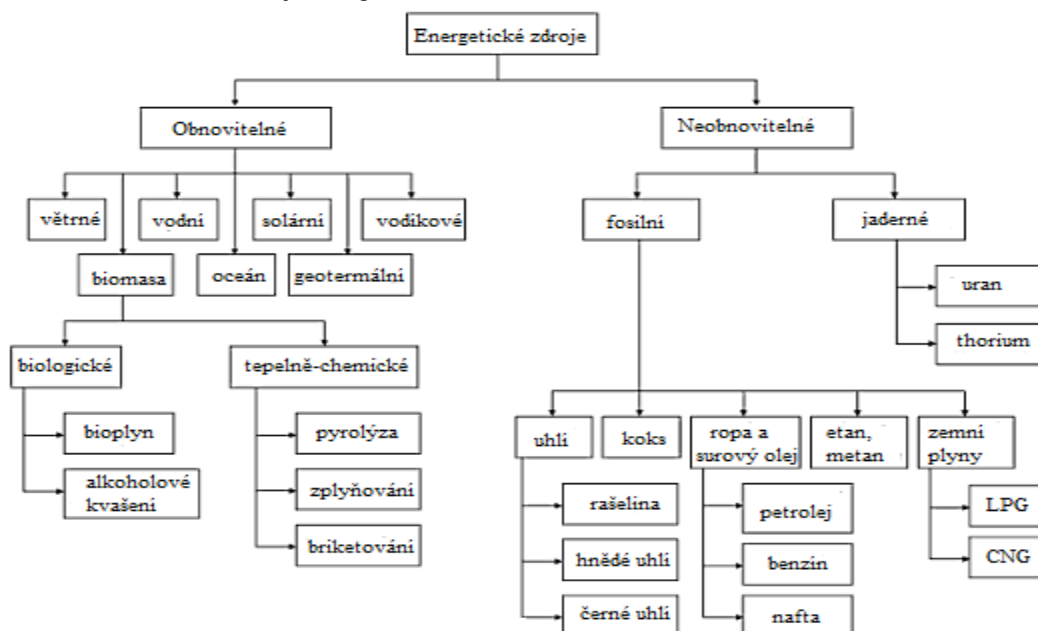 Energetické zdroje
Obnovitelné
Neobnovitelné
větrné
vodní
solární
vodíkové
fosilní
jaderné
biomasa
oceán
geotermální
uran
thorium
biologické
tepelně-chemické
bioplyn
alkoholové
kvašení
pyrolýza
zplyňování
briketování
uhlí
koks
ropa a
surový olej
etan,
metan
zemní
plyny
rašelina
hnědé uhlí
černé uhlí
petrolej
benzín
nafta
LPG
CNG